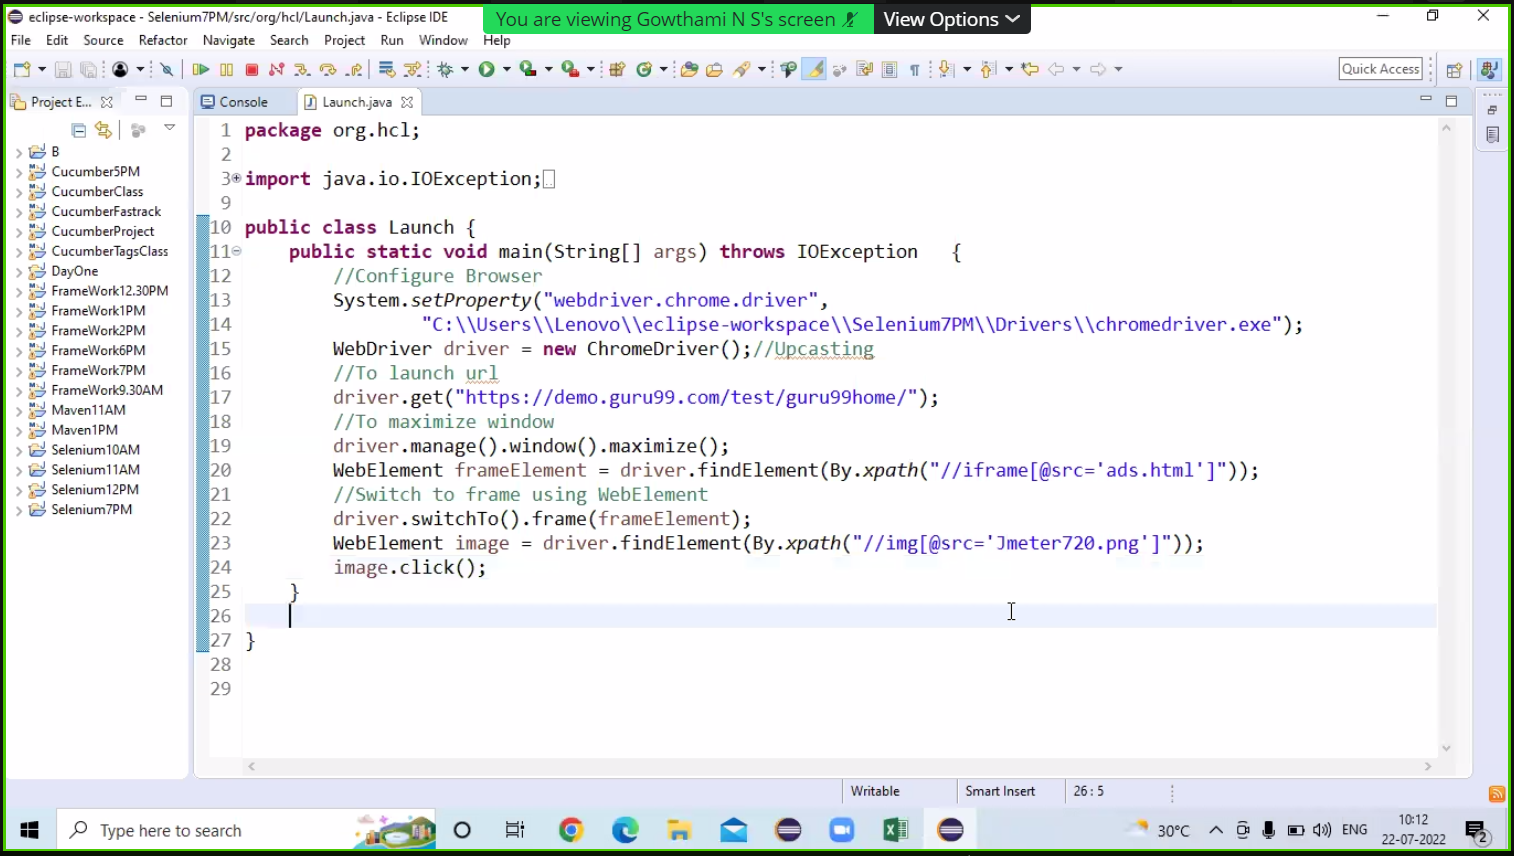 eclipse-workspace - Selenium7PM/src/org/hcl/Launch.java - Eclipse IDE
You are viewing Gowthami N S's screen
View Options
File Edit Source Refactor Navigate Search Project Run Window Help
Quick Access
Project E...
Console
Launch.java
B
Cucumber5PM
CucumberClass
CucumberFastrack
CucumberProject
CucumberTagsClass
DayOne
FrameWork12.30PM
FrameWork1PM
FrameWork2PM
FrameWork6PM
FrameWork7PM
FrameWork9.30AM
Maven11AM
Maven1PM
Selenium10AM
Selenium11AM
Selenium12PM
Selenium7PM
1 package org.hcl;
2
3 import java.io.IOException;
9
10 public class Launch {
11 public static void main(String[] args) throws IOException {
12 //Configure Browser
13 System.setProperty("webdriver.chrome.driver",
14 "C:\\Users\\Lenovo\\eclipse-workspace\\Selenium7PM\\Drivers\\chromedriver.exe");
15 WebDriver driver = new ChromeDriver();//Upcasting
16 //To launch url
17 driver.get("https://demo.guru99.com/test/guru99home/");
18 //To maximize window
19 driver.manage().window().maximize();
20 WebElement frameElement = driver.findElement(By.xpath("//iframe[@src='ads.html']"));
21 //Switch to frame using WebElement
22 driver.switchTo().frame(frameElement);
23 WebElement image = driver.findElement(By.xpath("//img[@src='Jmeter720.png']"));
24 image.click();
25 }
26
27 }
28
29
Writable
Smart Insert
26 : 5
Type here to search
30°C
ENG
10:12
22-07-2022
2